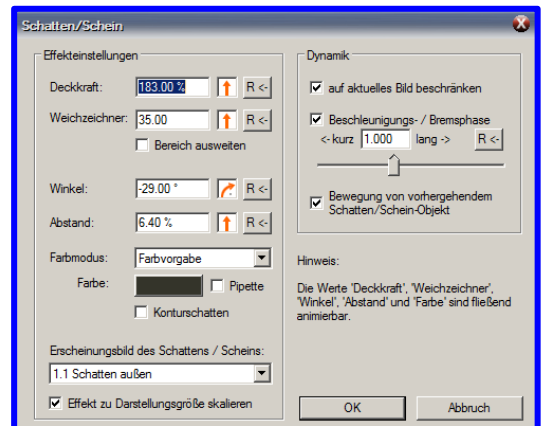 Schatten/Schein
Effekteinstellungen
Deckkraft: 183.00 % R <-
Weichzeichner: 35.00 R <-
Bereich ausweiten
Winkel: -29.00 ° R <-
Abstand: 6.40 % R <-
Farbmodus: Farbvorgabe
Farbe: Pipette
Konturschatten
Erscheinungsbild des Schattens / Scheins:
1.1 Schatten außen
Effekt zu Darstellungsgröße skalieren
Dynamik
auf aktuelles Bild beschränken
Beschleunigungs- / Bremsphase
<- kurz 1.000 lang -> R <-
Bewegung von vorhergehendem
Schatten/Schein-Objekt
Hinweis:
Die Werte 'Deckkraft', 'Weichzeichner',
'Winkel', 'Abstand' und 'Farbe' sind fließend
animierbar.
OK Abbruch